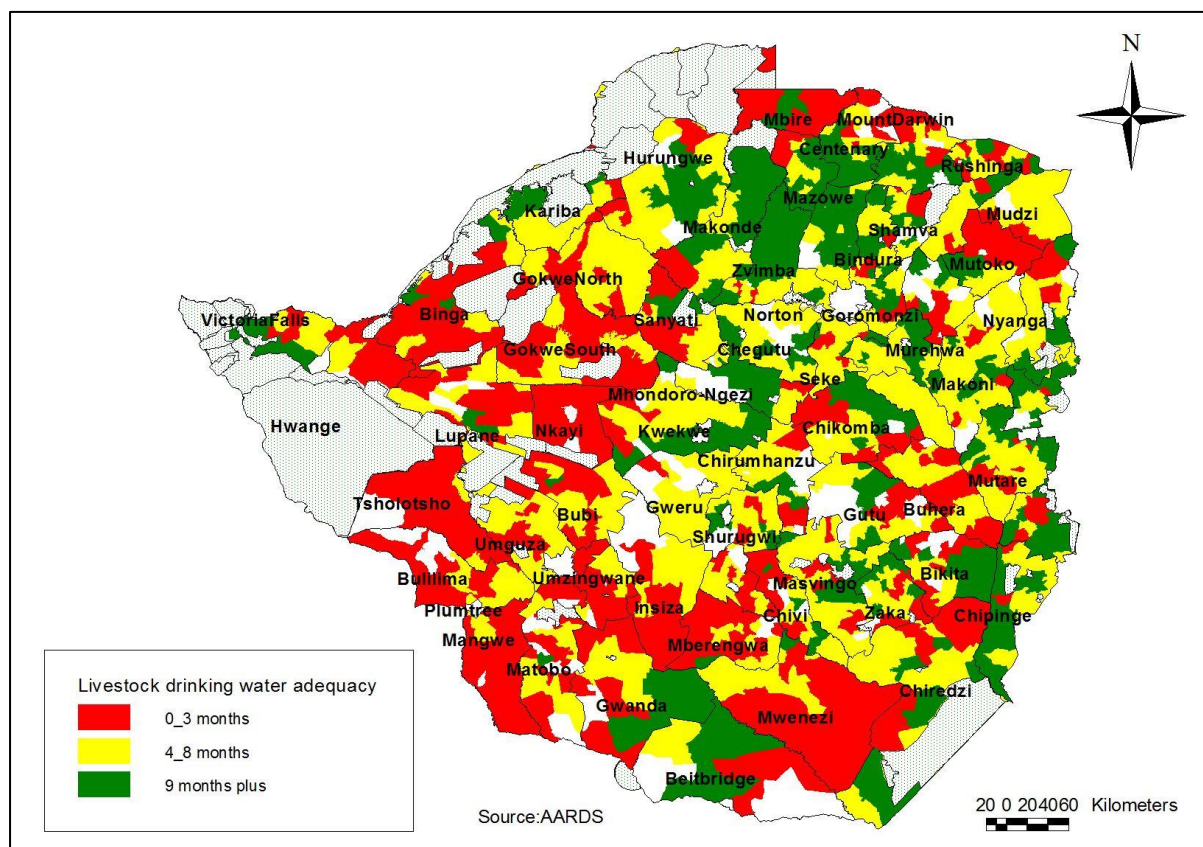 N
Mbire
MountDarwin
Centenary
Hurungwe
Rushinga
Mazowe
Kariba
Mudzi
Makonde
Shamva
Bindura
Mutoko
Zvimba
GokweNorth
Binga
VictoriaFalls
Sanyati
Norton
Goromonzi
Nyanga
GokweSouth
Chegutu
Murehwa
Seke
Makoni
Mhondoro-Ngezi
Hwange
Lupane
Nkayi
Kwekwe
Chikomba
Chirumhanzu
Mutare
Tsholotsho
Bubi
Gweru
Gutu
Buhera
Shurugwi
Umguza
Bulilima
Umzingwane
Masvingo
Bikita
Plumtree
Insiza
Chivi
Zaka
Chipinge
Mangwe
Mberengwa
Matobo
Chiredzi
Gwanda
Mwenezi
Beitbridge
Livestock drinking water adequacy
0_3 months
4_8 months
9 months plus
Source:AARDS
20 0 204060 Kilometers